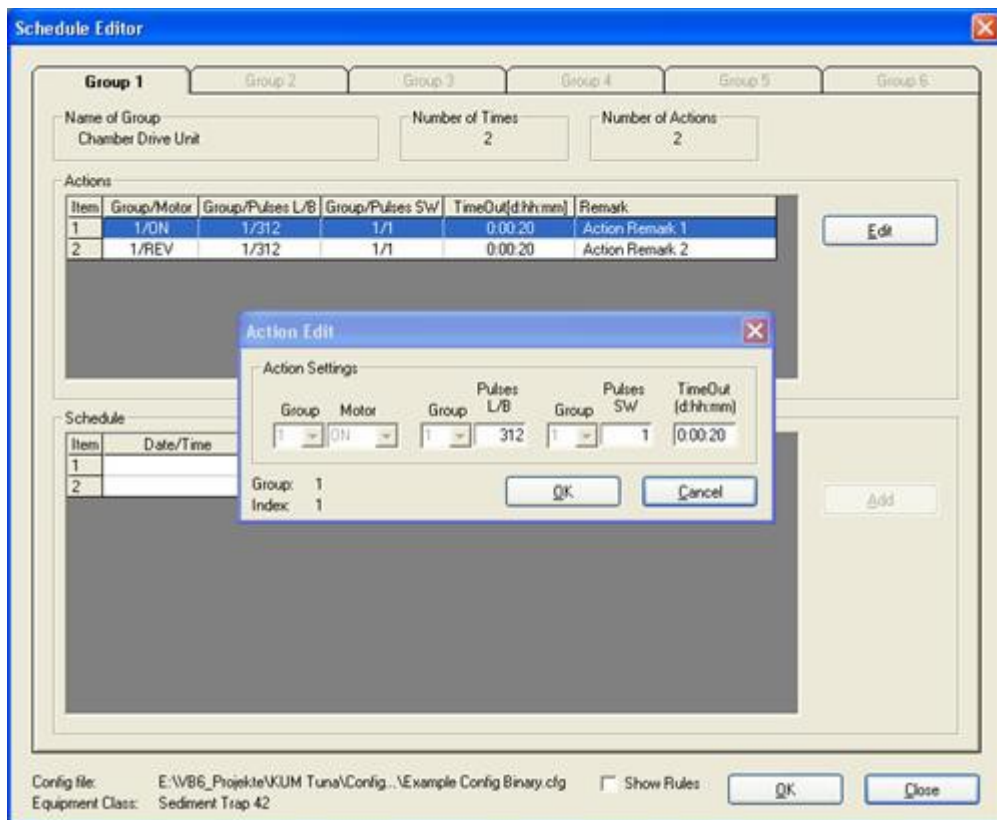 Schedule Editor
Group 1 Group 2 Group 3 Group 4 Group 5 Group 6
Name of Group Number of Times Number of Actions
Chamber Drive Unit 2 2
Actions
Item Group/Motor Group/Pulses L/B Group/Pulses SW TimeOut[d:hh:mm] Remark
1 1/ON 1/312 1/1 0:00:20 Action Remark 1
2 1/REV 1/312 1/1 0:00:20 Action Remark 2
Edit
Action Edit
Action Settings
Group Motor Group Pulses L/B Group Pulses SW TimeOut (d:hh:mm)
1 ON 1 312 1 1 0:00:20
Group: 1
Index: 1
OK Cancel
Schedule
Item Date/Time
1
2
Add
Config file: E:\VB6_Projekte\KUM Tuna\Config...\Example Config Binary.cfg
Equipment Class: Sediment Trap 42
Show Rules OK Close